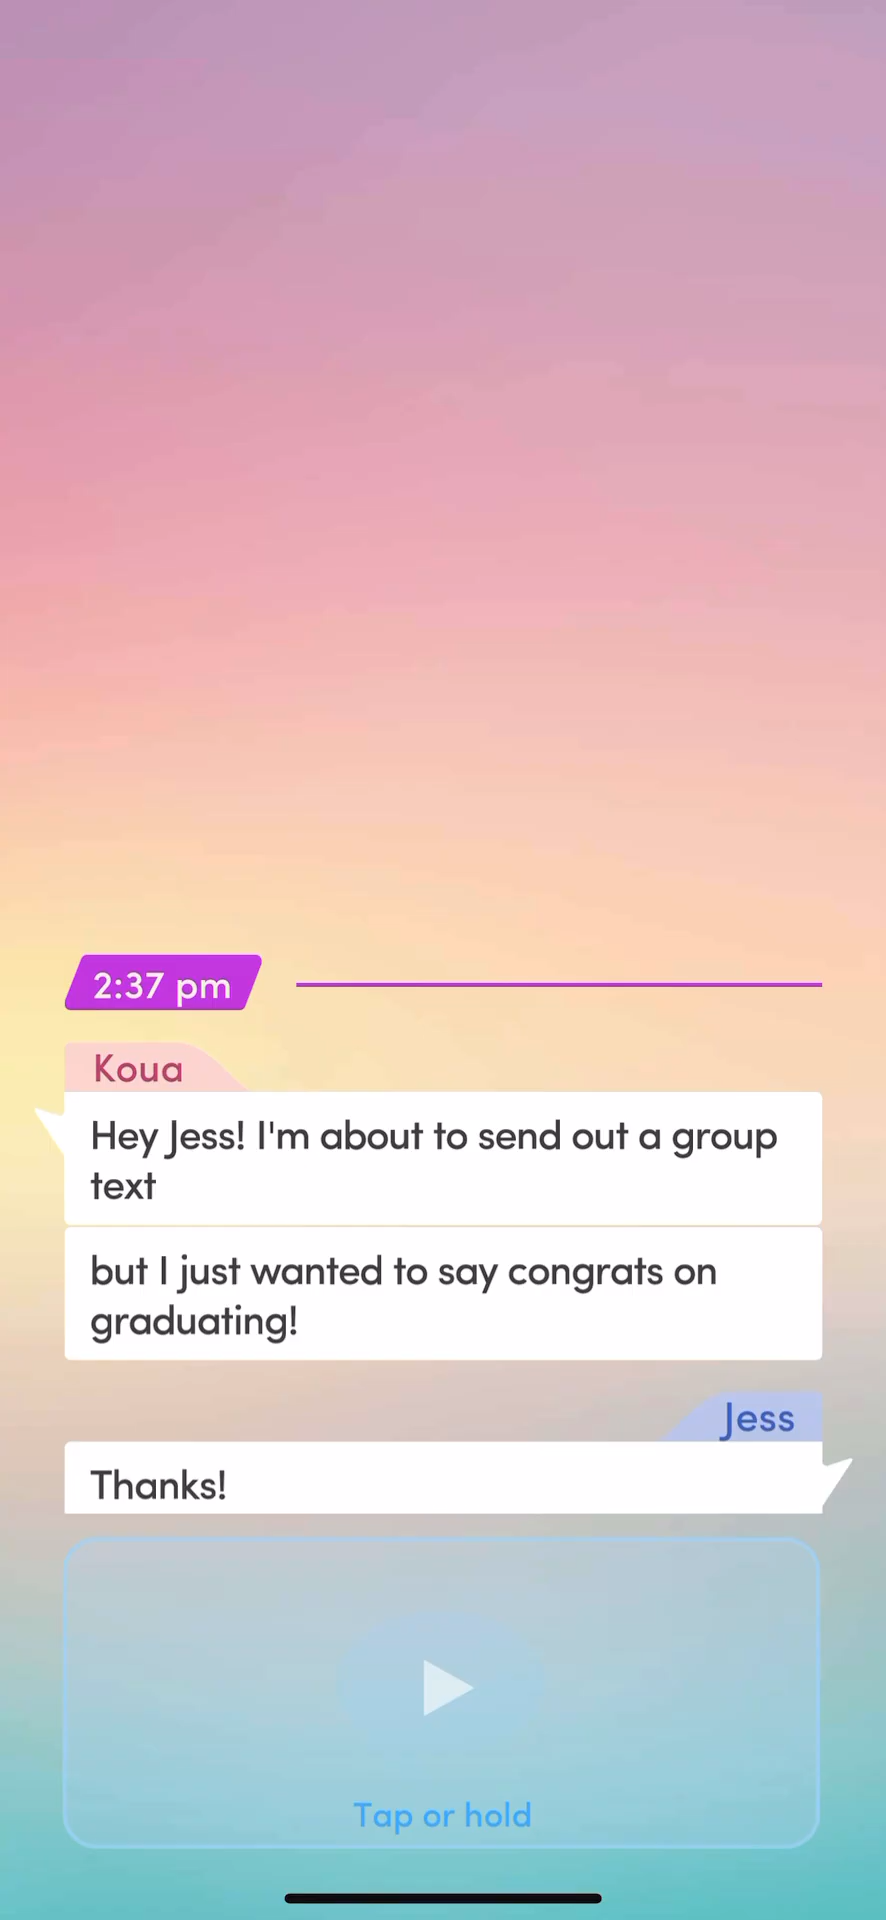 2:37 pm
Koua
Hey Jess! I'm about to send out a group
text
but I just wanted to say congrats on
graduating!
Jess
Thanks!
Tap or hold